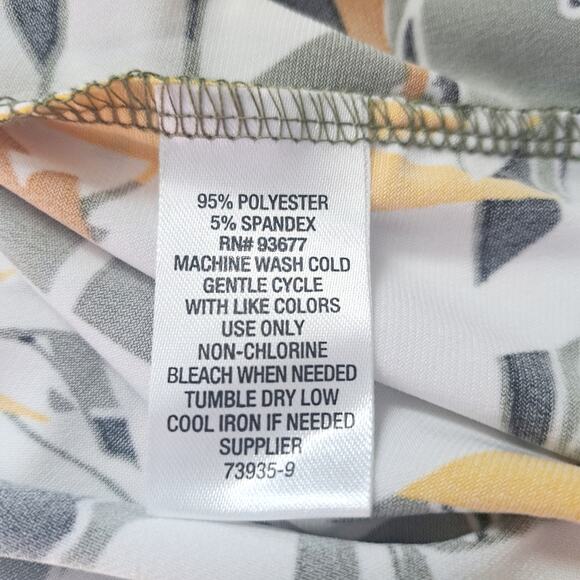 95% POLYESTER
5% SPANDEX
RN# 93677
MACHINE WASH COLD
GENTLE CYCLE
WITH LIKE COLORS
USE ONLY
NON-CHLORINE
BLEACH WHEN NEEDED
TUMBLE DRY LOW
COOL IRON IF NEEDED
SUPPLIER
73935-9